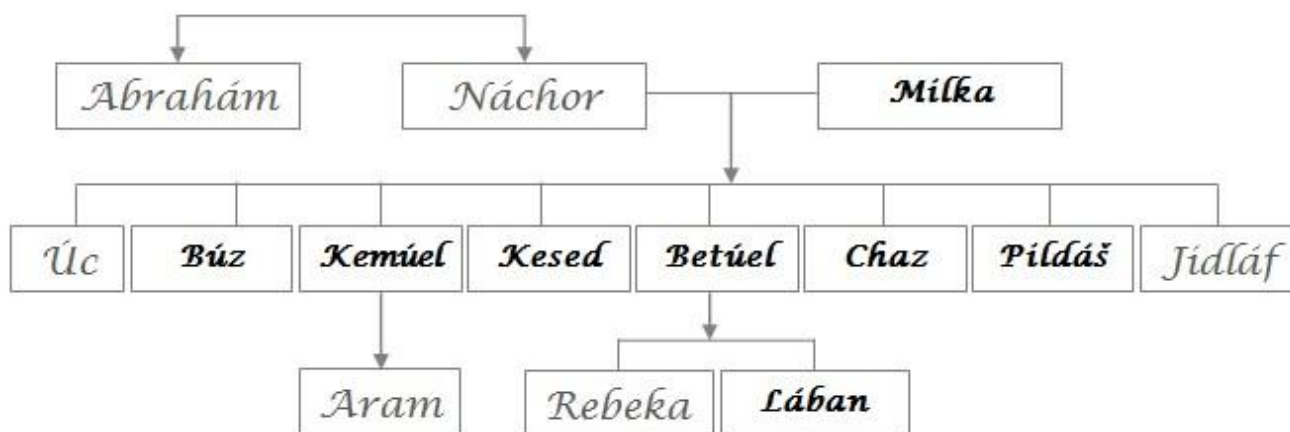 Abrahám Náchor Milka
Úc Búz Kemúel Kesed Betúel Chaz Pildáš Jidláf
Aram Rebeka Lában